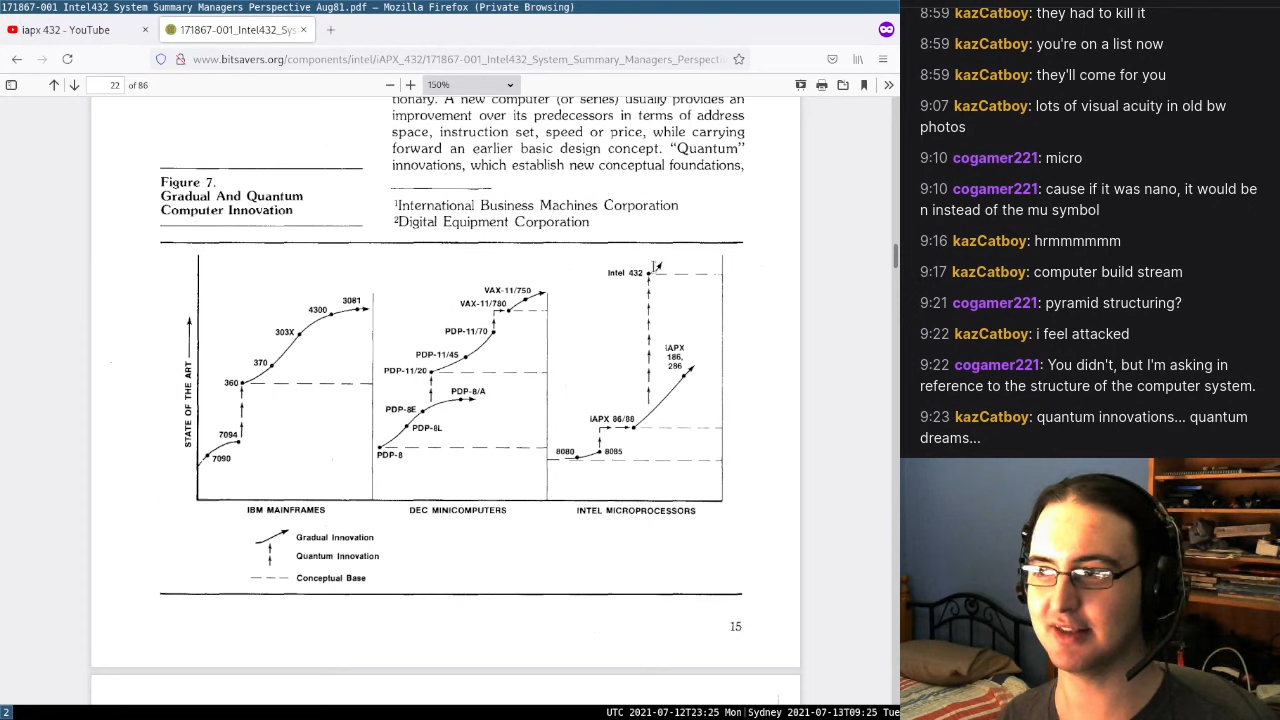 171867-001 Intel432 System Summary Managers Perspective Aug81.pdf - Mozilla Firefox (Private Browsing)
iapx 432 - YouTube
171867-001_Intel432_Sys
www.bitsavers.org/components/intel/iAPX_432/171867-001_Intel432_System_Summary_Managers_Perspecti
22 of 86
150%
tionary. A new computer (or series) usually provides an
improvement over its predecessors in terms of address
space, instruction set, speed or price, while carrying
forward an earlier basic design concept. "Quantum"
innovations, which establish new conceptual foundations,
Figure 7.
Gradual And Quantum
Computer Innovation
¹International Business Machines Corporation
²Digital Equipment Corporation
STATE OF THE ART
7090
7094
360
370
303X
4300
3081
IBM MAINFRAMES
PDP-8
PDP-8L
PDP-8E
PDP-8/A
PDP-11/20
PDP-11/45
PDP-11/70
VAX-11/780
VAX-11/750
DEC MINICOMPUTERS
8080
8085
iAPX 86/88
iAPX
186,
286
Intel 432
INTEL MICROPROCESSORS
Gradual Innovation
Quantum Innovation
Conceptual Base
15
8:59 kazCatboy: they had to kill it
8:59 kazCatboy: you're on a list now
8:59 kazCatboy: they'll come for you
9:07 kazCatboy: lots of visual acuity in old bw
photos
9:10 cogamer221: micro
9:10 cogamer221: cause if it was nano, it would be
n instead of the mu symbol
9:16 kazCatboy: hrmmmmmm
9:17 kazCatboy: computer build stream
9:21 cogamer221: pyramid structuring?
9:22 kazCatboy: i feel attacked
9:22 cogamer221: You didn't, but I'm asking in
reference to the structure of the computer system.
9:23 kazCatboy: quantum innovations... quantum
dreams...
2
UTC 2021-07-12T23:25 Mon|Sydney 2021-07-13T09:25 Tue